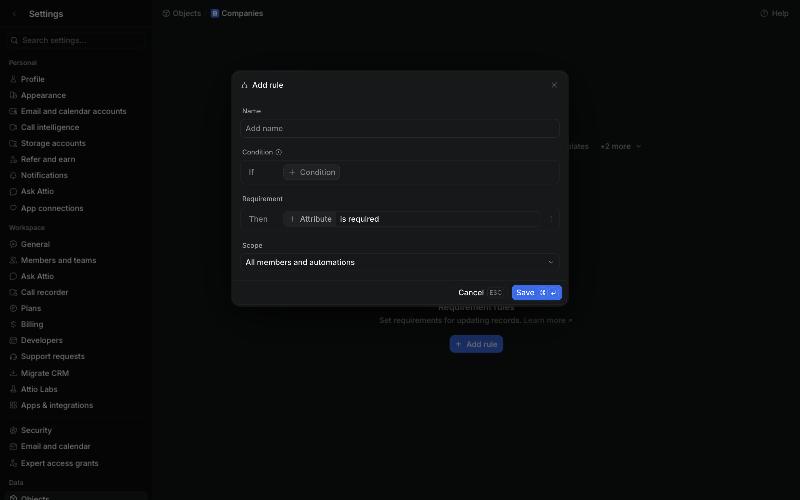 Settings
Objects
Companies
Help
Search settings...
Personal
Profile
Appearance
Email and calendar accounts
Call intelligence
Storage accounts
Refer and earn
Notifications
Ask Attio
App connections
Workspace
General
Members and teams
Ask Attio
Call recorder
Plans
Billing
Developers
Support requests
Migrate CRM
Attio Labs
Apps & integrations
Security
Email and calendar
Expert access grants
Data
Objects
Add rule
Name
Add name
Condition
If + Condition
Requirement
Then + Attribute is required
Scope
All members and automations
Cancel ESC Save ⌘ ↵
+2 more
Requirement rules
Set requirements for updating records. Learn more ↗
+ Add rule